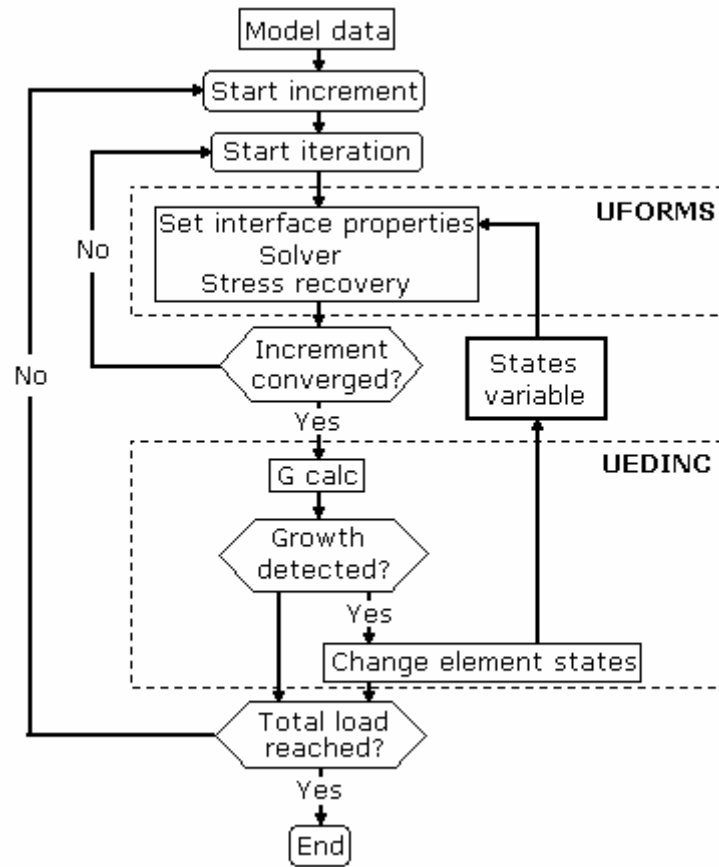 Model data
Start increment
Start iteration
UFORMS
Set interface properties
Solver
Stress recovery
No
No
Increment
converged?
States
variable
Yes
UEDINC
G calc
Growth
detected?
Yes
Change element states
Total load
reached?
Yes
End